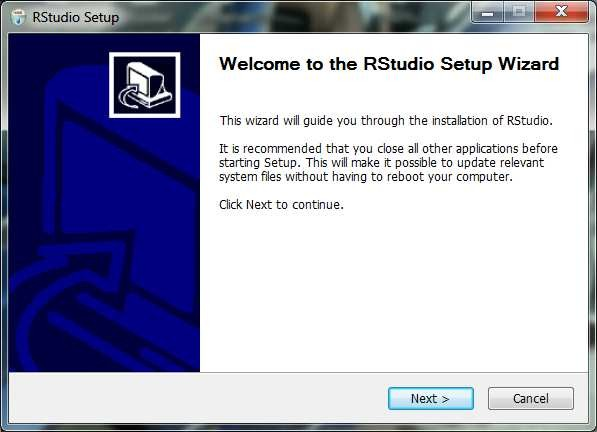 RStudio Setup
Welcome to the RStudio Setup Wizard
This wizard will guide you through the installation of RStudio.
It is recommended that you close all other applications before
starting Setup. This will make it possible to update relevant
system files without having to reboot your computer.
Click Next to continue.
Next >
Cancel